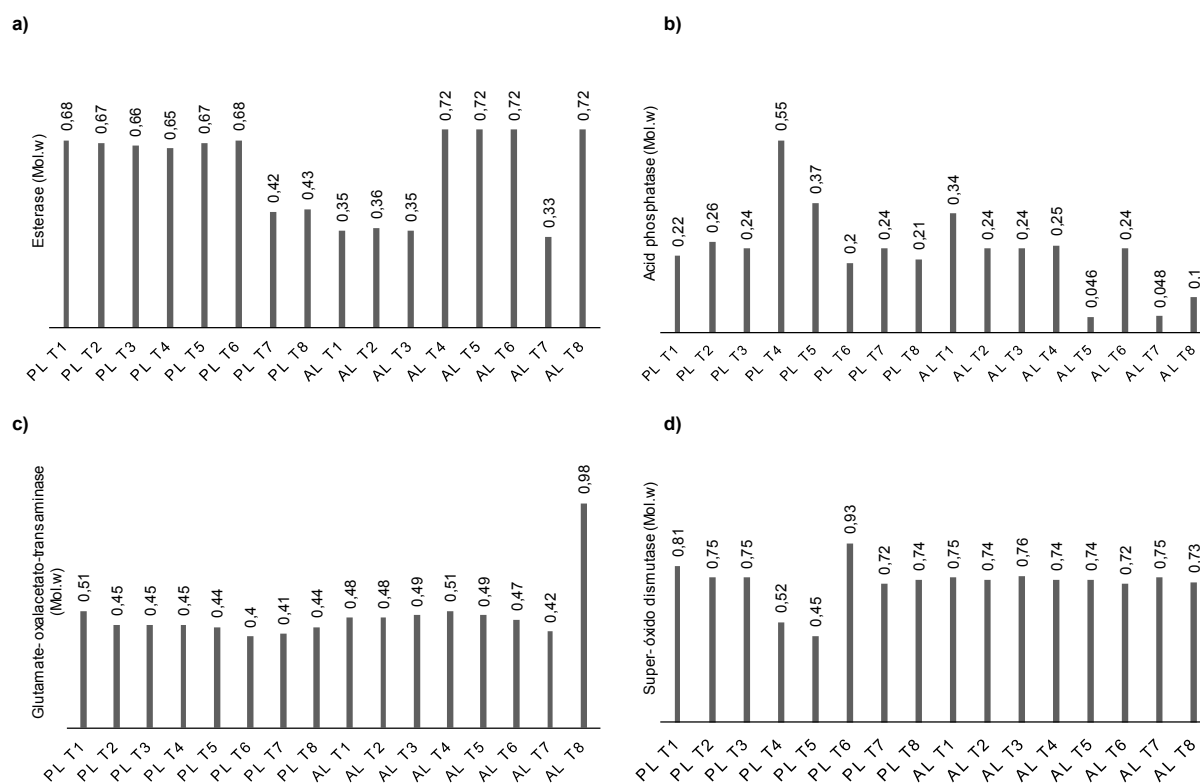 a)
Esterase (Mol.w)
0,68
0,67
0,66
0,65
0,67
0,68
0,42
0,43
0,35
0,36
0,35
0,72
0,72
0,72
0,33
0,72
PL T1
PL T2
PL T3
PL T4
PL T5
PL T6
PL T7
PL T8
AL T1
AL T2
AL T3
AL T4
AL T5
AL T6
AL T7
AL T8
b)
Acid phosphatase (Mol.w)
0,22
0,26
0,24
0,55
0,37
0,2
0,24
0,21
0,34
0,24
0,24
0,25
0,046
0,24
0,048
0,1
PL T1
PL T2
PL T3
PL T4
PL T5
PL T6
PL T7
PL T8
AL T1
AL T2
AL T3
AL T4
AL T5
AL T6
AL T7
AL T8
c)
Glutamate- oxalacetato-transaminase
(Mol.w)
0,51
0,45
0,45
0,45
0,44
0,4
0,41
0,44
0,48
0,48
0,49
0,51
0,49
0,47
0,42
0,98
PL T1
PL T2
PL T3
PL T4
PL T5
PL T6
PL T7
PL T8
AL T1
AL T2
AL T3
AL T4
AL T5
AL T6
AL T7
AL T8
d)
Super- óxido dismutase (Mol.w)
0,81
0,75
0,75
0,52
0,45
0,93
0,72
0,74
0,75
0,74
0,76
0,74
0,74
0,72
0,75
0,73
PL T1
PL T2
PL T3
PL T4
PL T5
PL T6
PL T7
PL T8
AL T1
AL T2
AL T3
AL T4
AL T5
AL T6
AL T7
AL T8